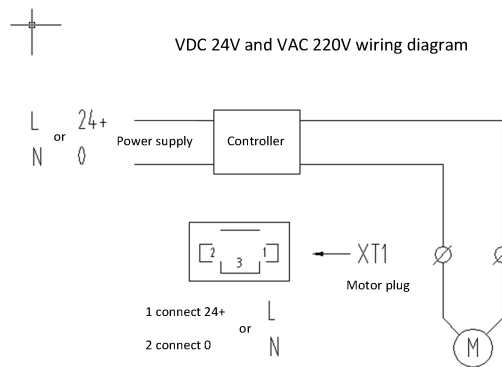 VDC 24V and VAC 220V wiring diagram
L or 24+
Power supply
N 0
Controller
2 3 1
XT1
Motor plug
1 connect 24+
or L
2 connect 0
N
M